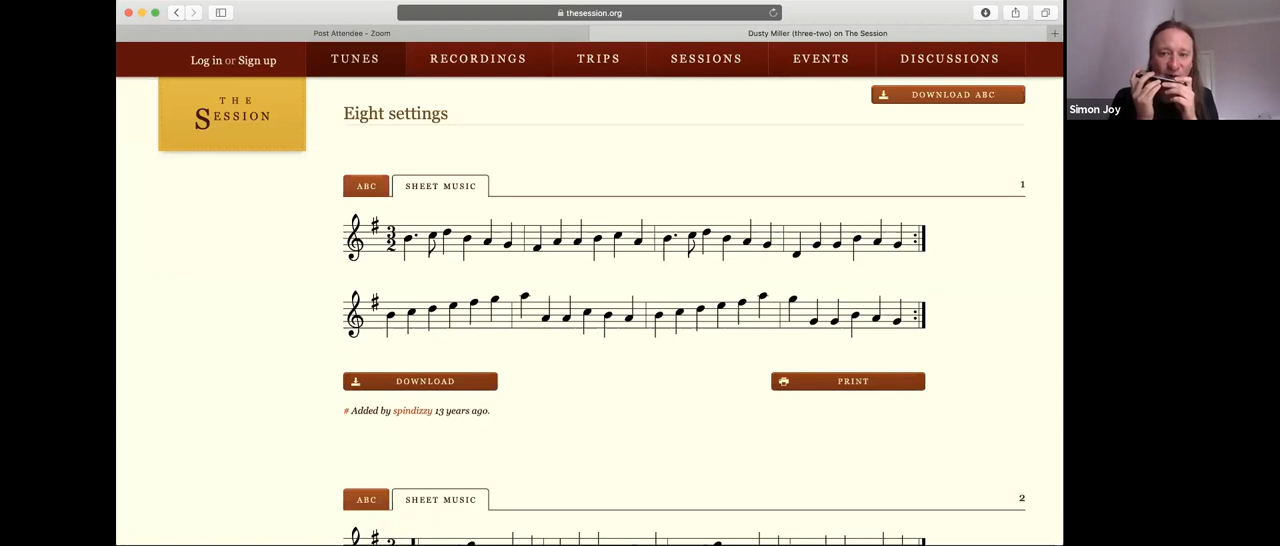 thesession.org
Post Attendee - Zoom
Dusty Miller (three-two) on The Session
Log in or Sign up
TUNES
RECORDINGS
TRIPS
SESSIONS
EVENTS
DISCUSSIONS
THE
SESSION
DOWNLOAD ABC
Eight settings
ABC
SHEET MUSIC
1
3
2
DOWNLOAD
PRINT
# Added by spindizzy 13 years ago.
ABC
SHEET MUSIC
2
Simon Joy